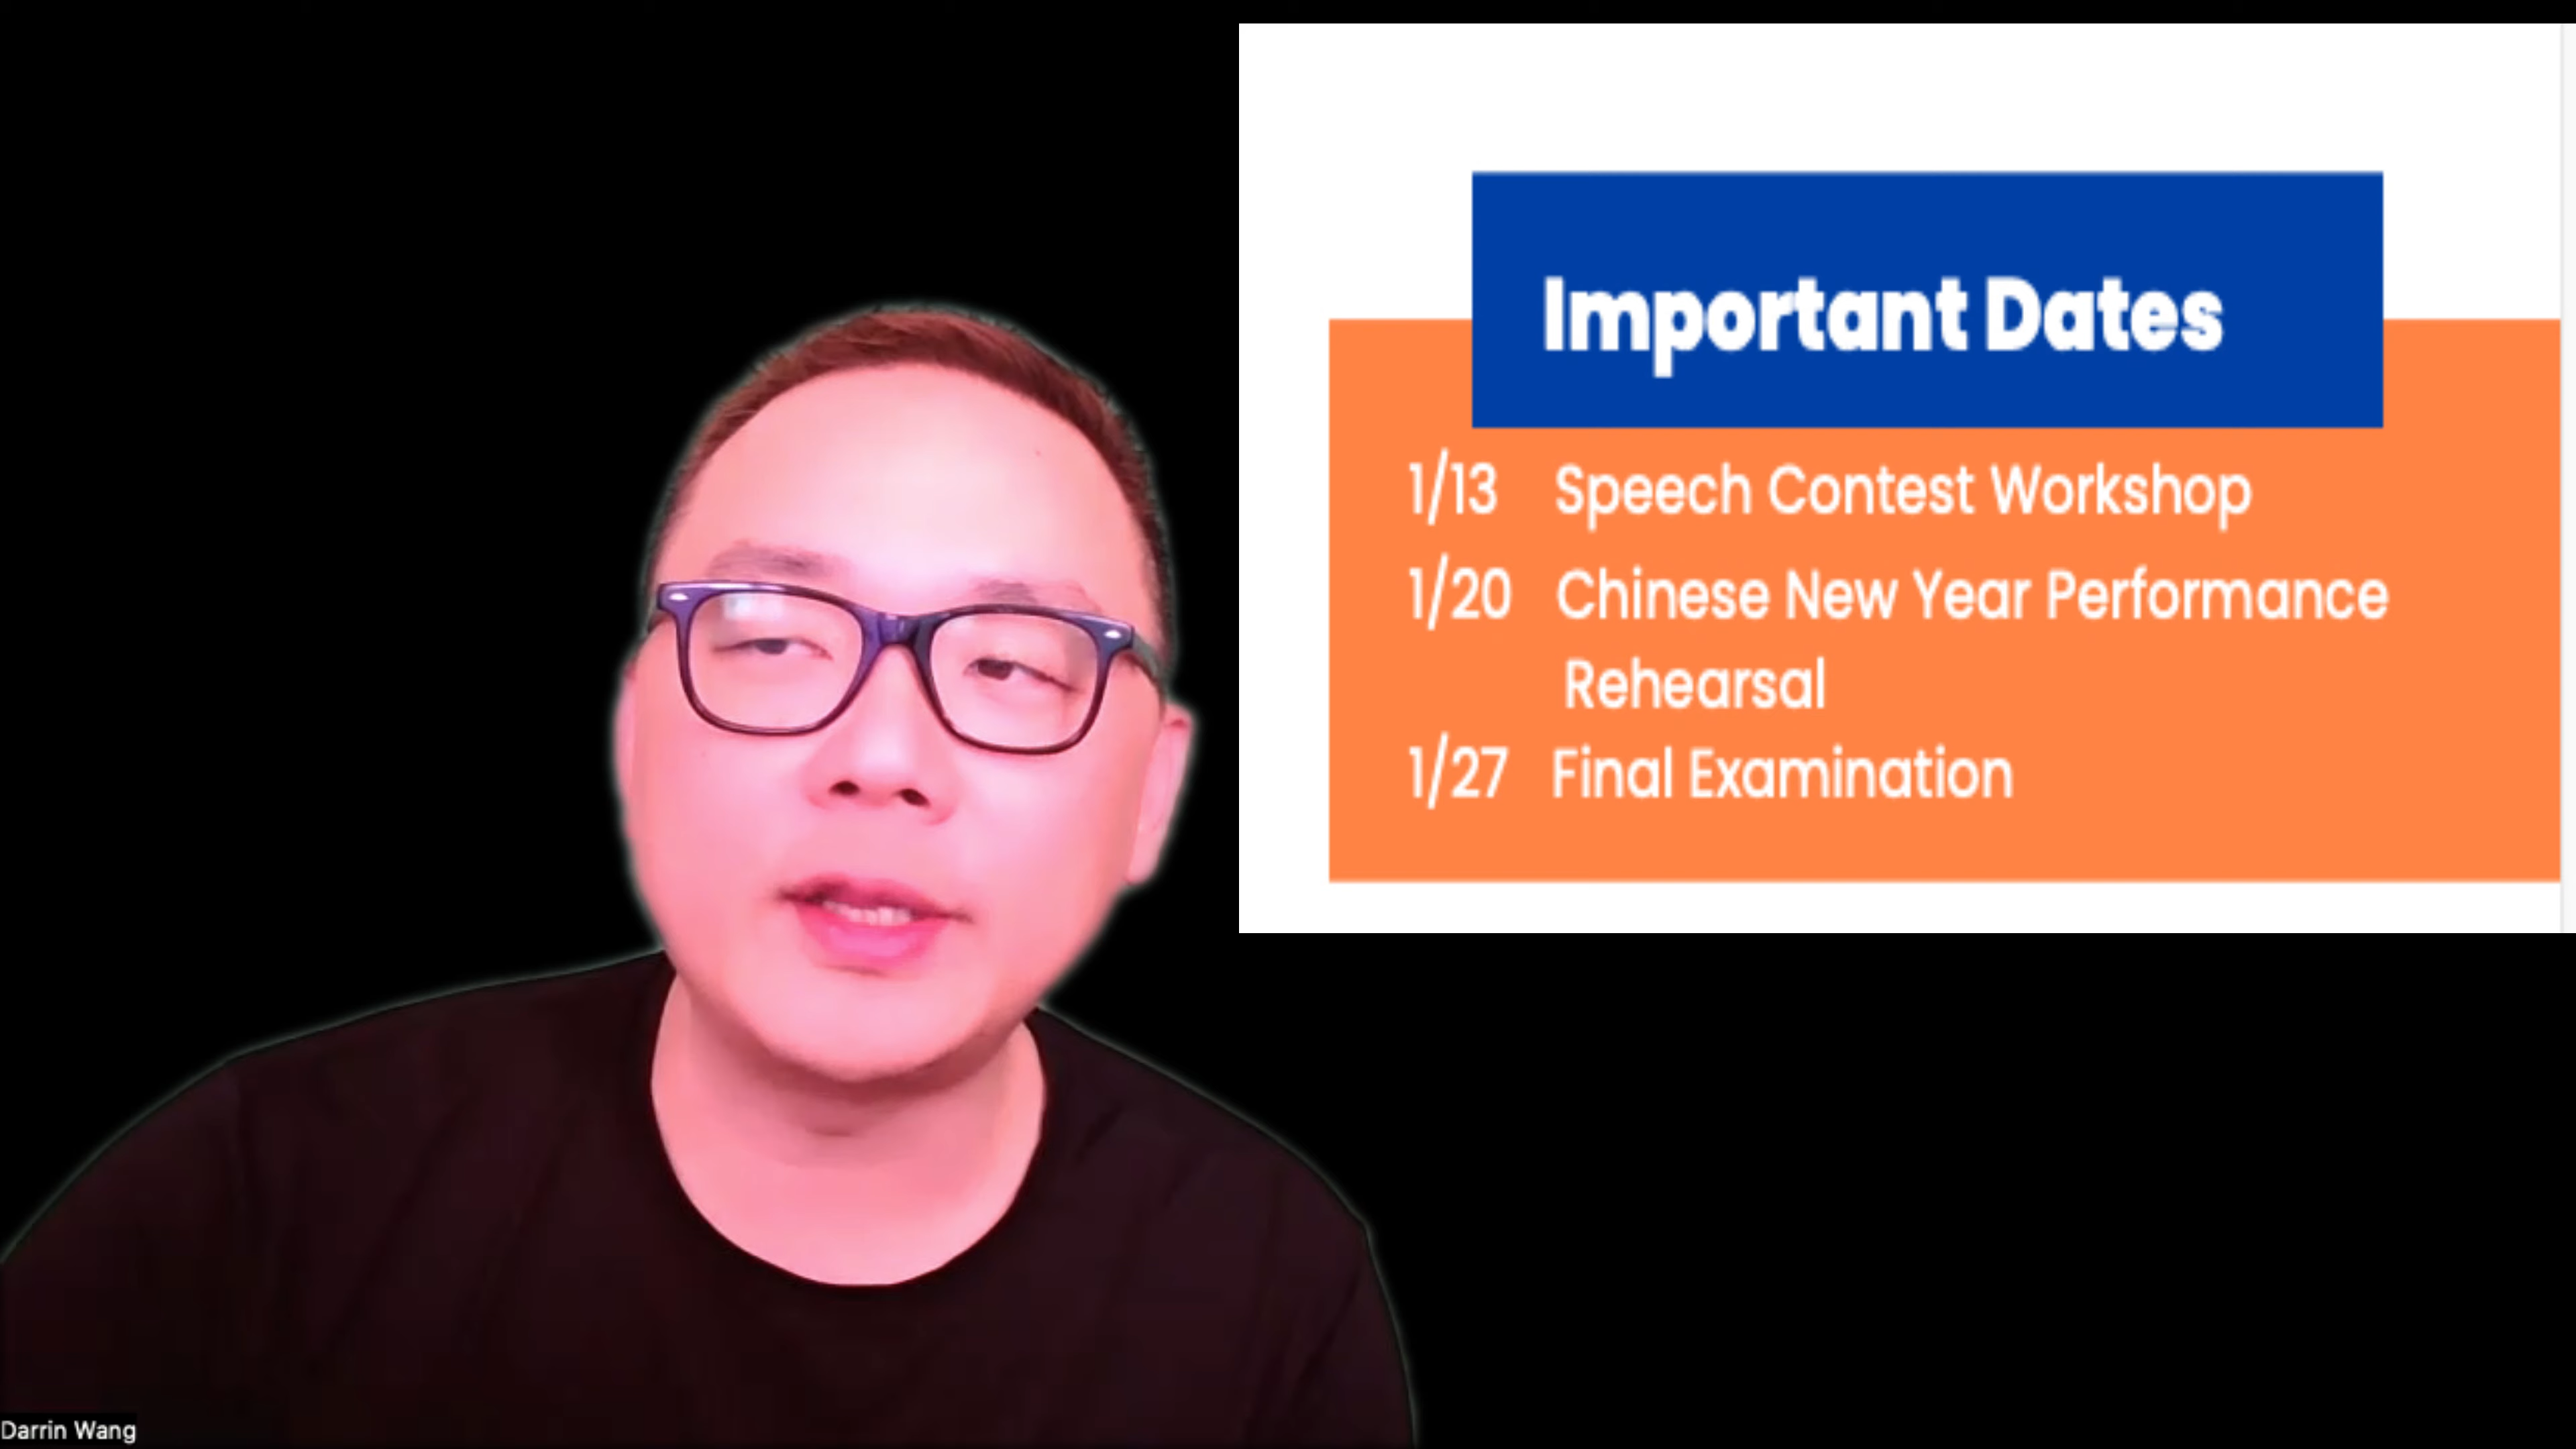 Important Dates
1/13 Speech Contest Workshop
1/20 Chinese New Year Performance
Rehearsal
1/27 Final Examination
Darrin Wang